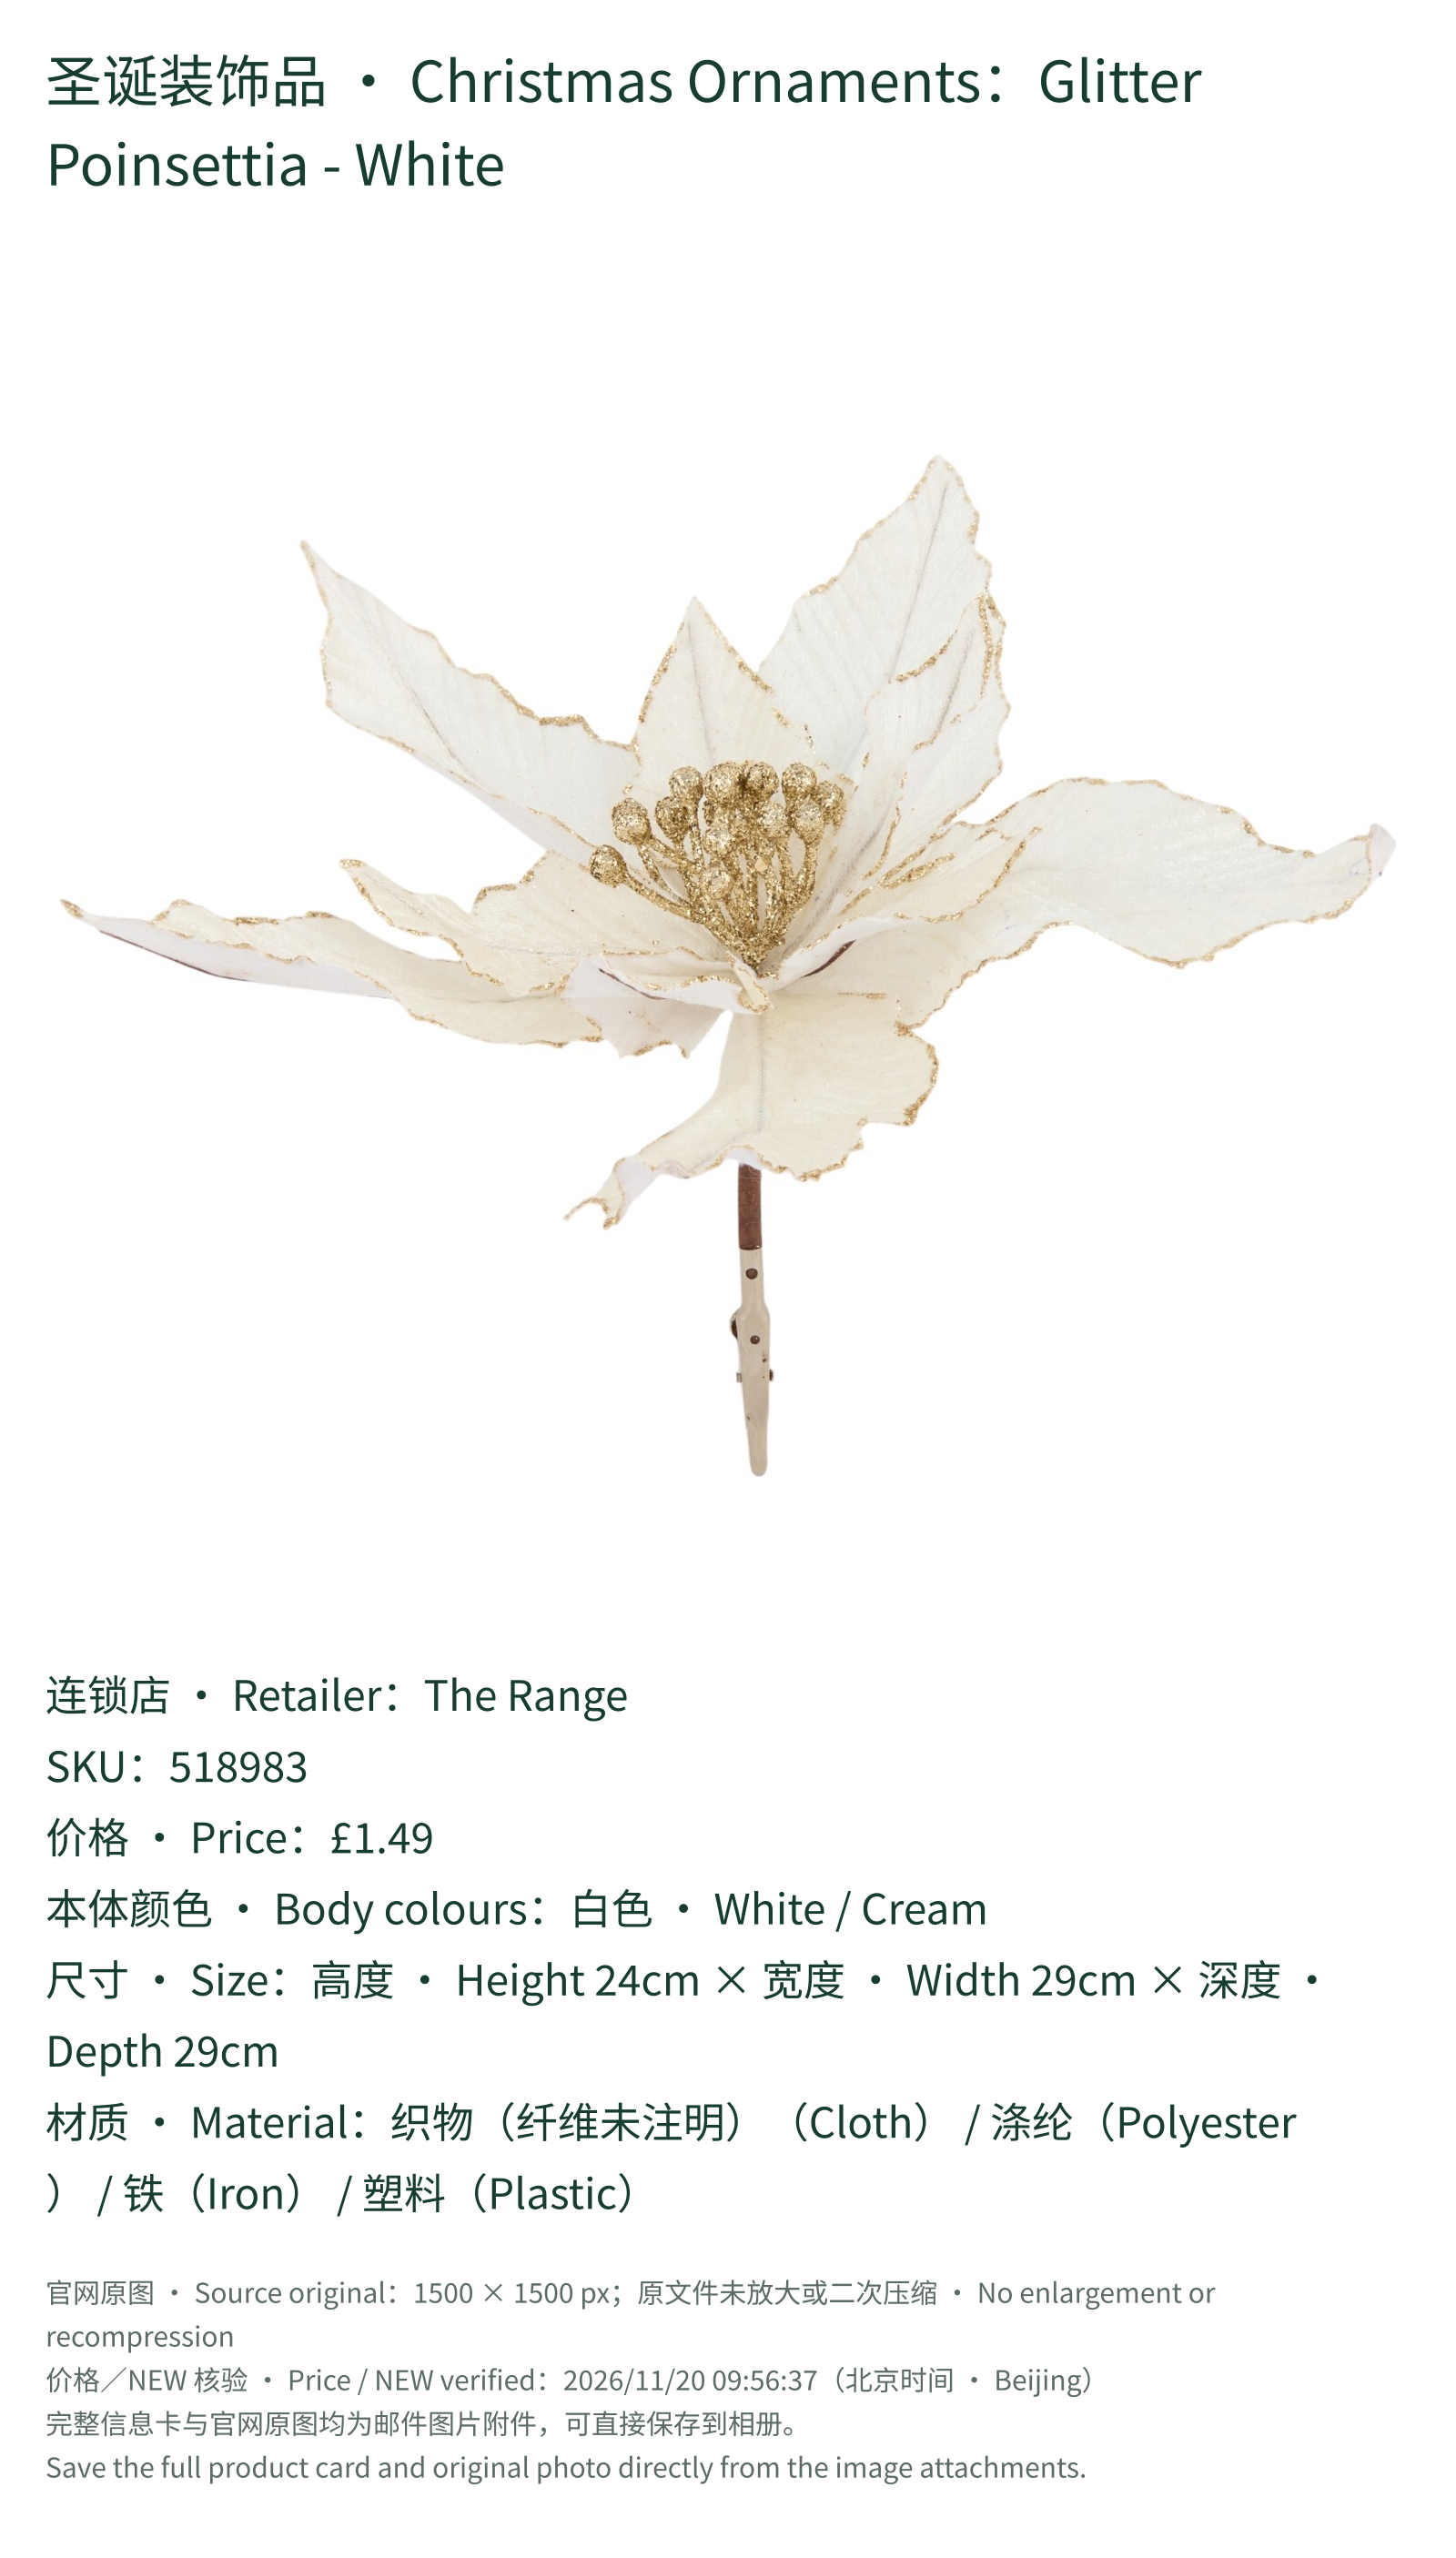 圣诞装饰品 · Christmas Ornaments：Glitter
Poinsettia - White
连锁店 · Retailer：The Range
SKU：518983
价格 · Price：£1.49
本体颜色 · Body colours：白色 · White / Cream
尺寸 · Size：高度 · Height 24cm × 宽度 · Width 29cm × 深度 ·
Depth 29cm
材质 · Material：织物（纤维未注明）（Cloth） / 涤纶（Polyester
） / 铁（Iron） / 塑料（Plastic）
官网原图 · Source original：1500 × 1500 px；原文件未放大或二次压缩 · No enlargement or
recompression
价格／NEW 核验 · Price / NEW verified：2026/11/20 09:56:37（北京时间 · Beijing）
完整信息卡与官网原图均为邮件图片附件，可直接保存到相册。
Save the full product card and original photo directly from the image attachments.